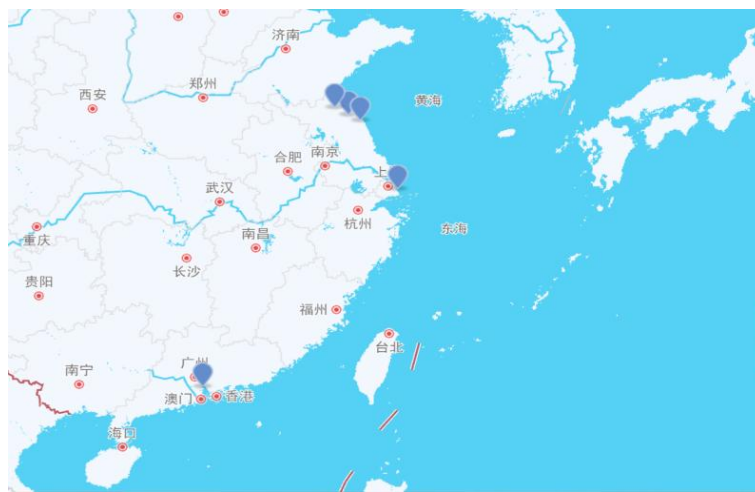 济南
郑州
西安
黄海
南京
合肥
上
武汉
杭州
重庆
南昌
东海
长沙
贵阳
福州
台北
广州
南宁
香港
澳门
海口